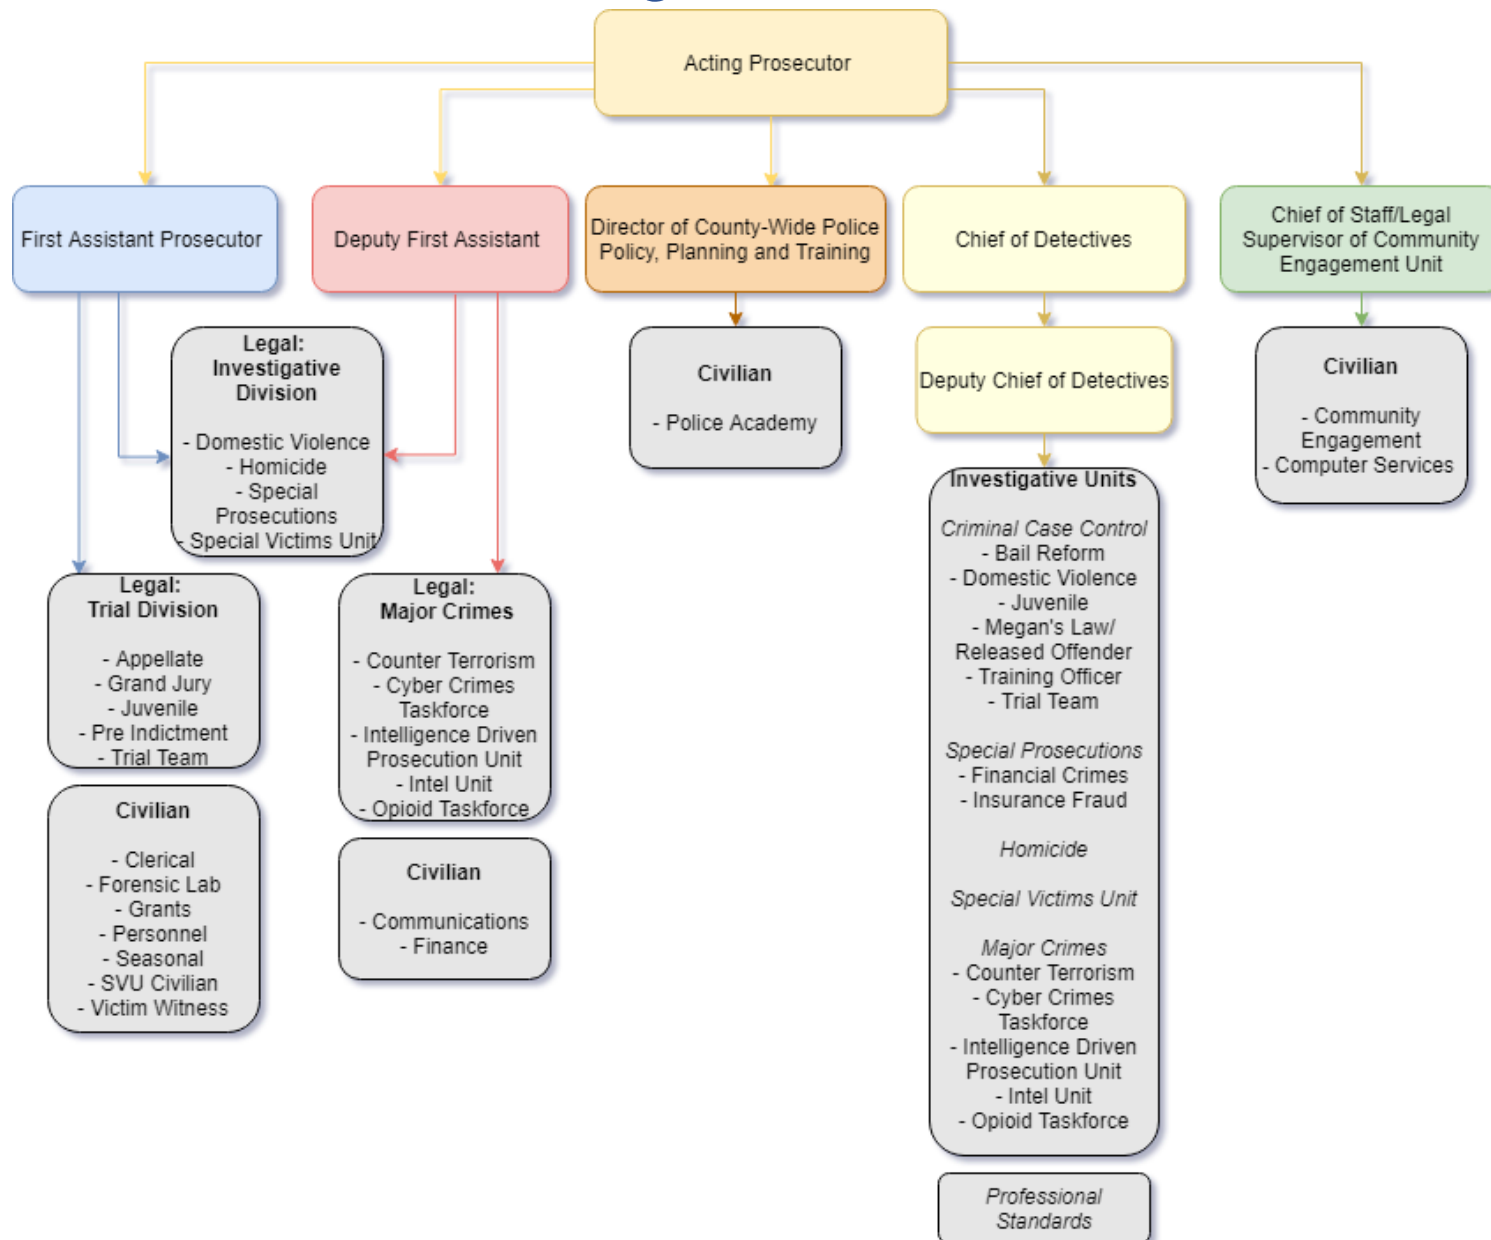 Acting Prosecutor
First Assistant Prosecutor
Deputy First Assistant
Director of County-Wide Police
Policy, Planning and Training
Chief of Detectives
Chief of Staff/Legal
Supervisor of Community
Engagement Unit
Legal:
Investigative
Division
- Domestic Violence
- Homicide
- Special
Prosecutions
- Special Victims Unit
Civilian
- Police Academy
Deputy Chief of Detectives
Civilian
- Community
Engagement
- Computer Services
Legal:
Trial Division
- Appellate
- Grand Jury
- Juvenile
- Pre Indictment
- Trial Team
Legal:
Major Crimes
- Counter Terrorism
- Cyber Crimes
Taskforce
- Intelligence Driven
Prosecution Unit
- Intel Unit
- Opioid Taskforce
Investigative Units
Criminal Case Control
- Bail Reform
- Domestic Violence
- Juvenile
- Megan's Law/
Released Offender
- Training Officer
- Trial Team
Special Prosecutions
- Financial Crimes
- Insurance Fraud
Homicide
Special Victims Unit
Major Crimes
- Counter Terrorism
- Cyber Crimes
Taskforce
- Intelligence Driven
Prosecution Unit
- Intel Unit
- Opioid Taskforce
Civilian
- Clerical
- Forensic Lab
- Grants
- Personnel
- Seasonal
- SVU Civilian
- Victim Witness
Civilian
- Communications
- Finance
Professional
Standards